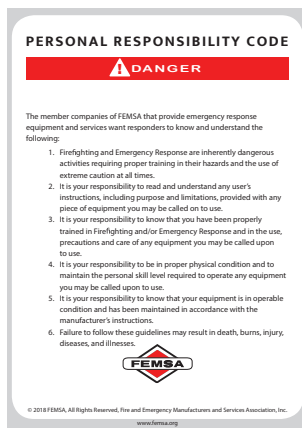 PERSONAL RESPONSIBILITY CODE
DANGER
The member companies of FEMSA that provide emergency response
equipment and services want responders to know and understand the
following:
1. Firefighting and Emergency Response are inherently dangerous
activities requiring proper training in their hazards and the use of
extreme caution at all times.
2. It is your responsibility to read and understand any user's
instructions, including purpose and limitations, provided with any
piece of equipment you may be called on to use.
3. It is your responsibility to know that you have been properly
trained in Firefighting and/or Emergency Response and in the use,
precautions and care of any equipment you may be called upon
to use.
4. It is your responsibility to be in proper physical condition and to
maintain the personal skill level required to operate any equipment
you may be called upon to use.
5. It is your responsibility to know that your equipment is in operable
condition and has been maintained in accordance with the
manufacturer's instructions.
6. Failure to follow these guidelines may result in death, burns, injury,
diseases, and illnesses.
FEMSA
© 2018 FEMSA, All Rights Reserved, Fire and Emergency Manufacturers and Services Association, Inc.
www.femsa.org